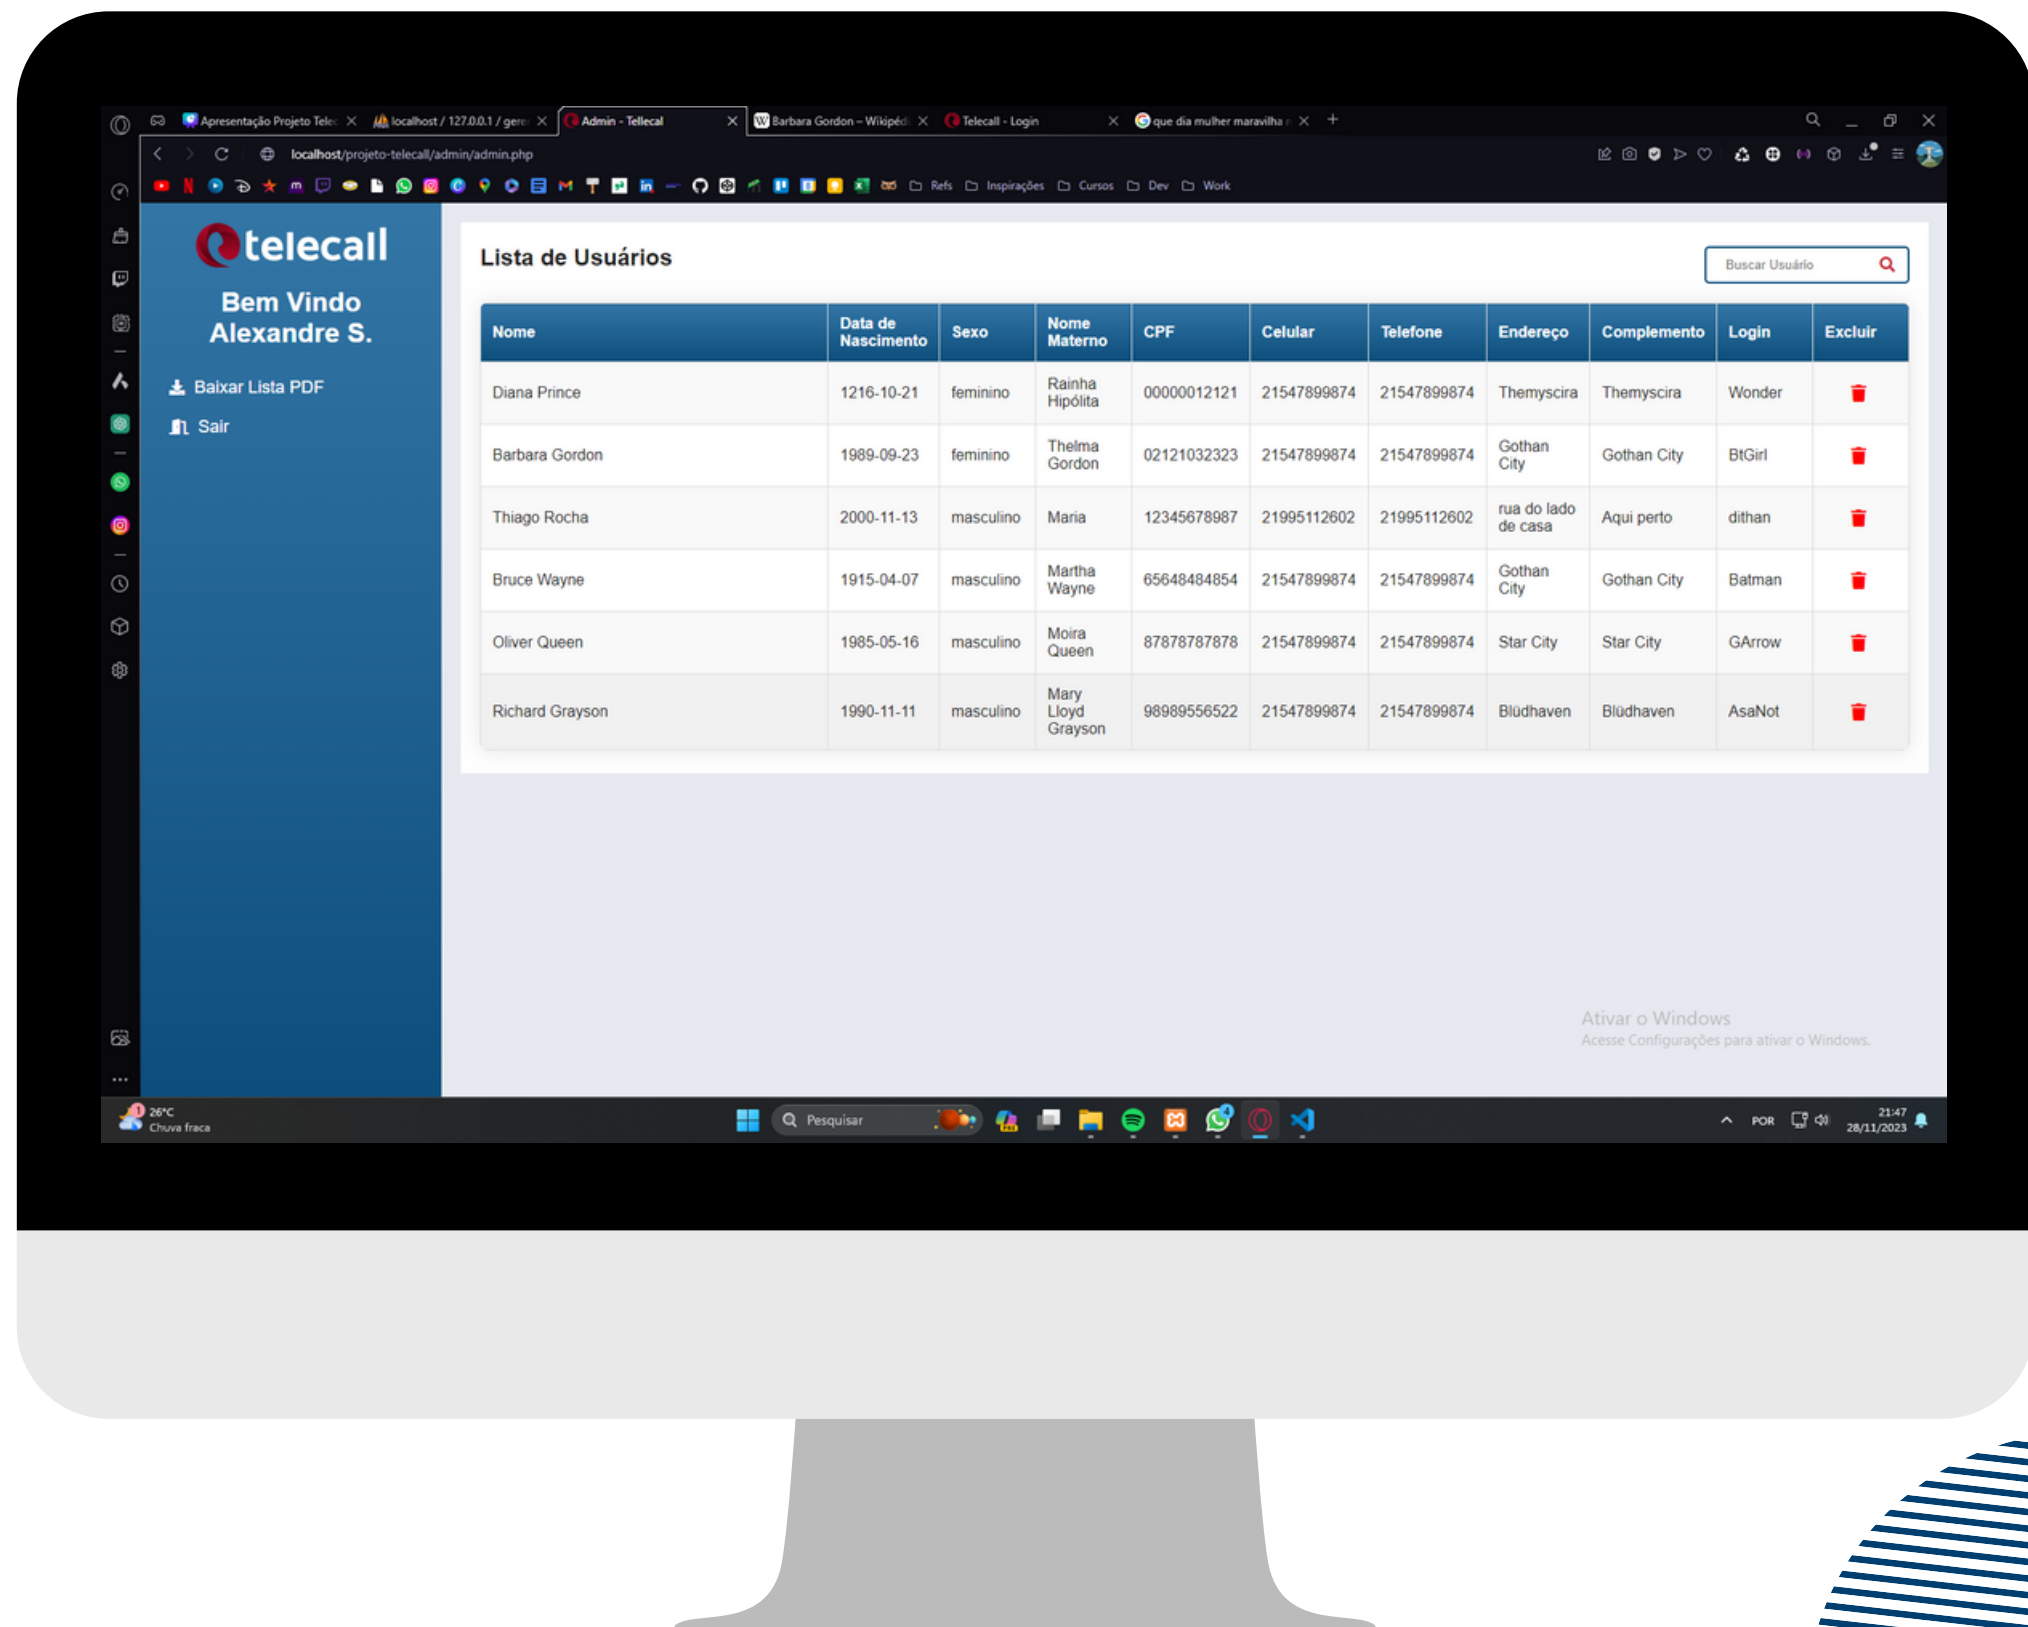 Apresentação Projeto Telec
localhost / 127.0.0.1 / geren
Admin - Tellecal
Barbara Gordon – Wikipéd
Telecall - Login
que dia mulher maravilha
localhost/projeto-telecall/admin/admin.php
Refs
Inspirações
Cursos
Dev
Work
telecall
Bem Vindo
Alexandre S.
Baixar Lista PDF
Sair
Lista de Usuários
Buscar Usuário
Nome Data de Nascimento Sexo Nome Materno CPF Celular Telefone Endereço Complemento Login Excluir
Diana Prince 1216-10-21 feminino Rainha Hipólita 00000012121 21547899874 21547899874 Themyscira Themyscira Wonder
Barbara Gordon 1989-09-23 feminino Thelma Gordon 02121032323 21547899874 21547899874 Gothan City Gothan City BtGirl
Thiago Rocha 2000-11-13 masculino Maria 12345678987 21995112602 21995112602 rua do lado de casa Aqui perto dithan
Bruce Wayne 1915-04-07 masculino Martha Wayne 65648484854 21547899874 21547899874 Gothan City Gothan City Batman
Oliver Queen 1985-05-16 masculino Moira Queen 87878787878 21547899874 21547899874 Star City Star City GArrow
Richard Grayson 1990-11-11 masculino Mary Lloyd Grayson 98989556522 21547899874 21547899874 Blüdhaven Blüdhaven AsaNot
Ativar o Windows
Acesse Configurações para ativar o Windows.
26°C
Chuva fraca
Pesquisar
POR
21:47
28/11/2023